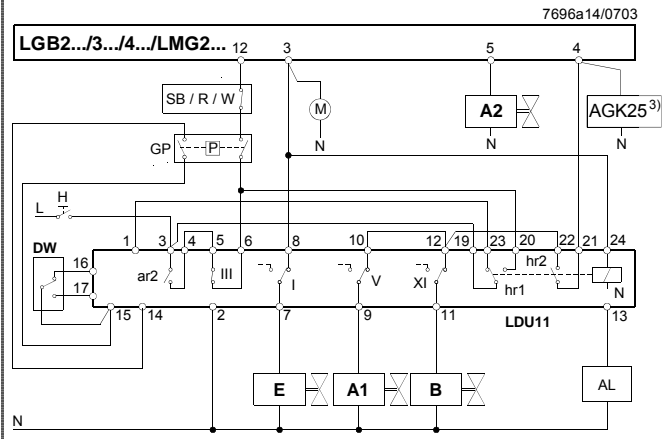 7696a14/0703
LGB2.../3.../4.../LMG2...
12 3 5 4
SB / R / W
M
A2
AGK25 3)
GP P
N N N
L H
1 3 4 5 6 8 10 12 19 23 20 22 21 24
DW
16
ar2 III I V XI hr1 hr2
17
N
15 14 2 7 9 11 LDU11 13
E A1 B AL
N